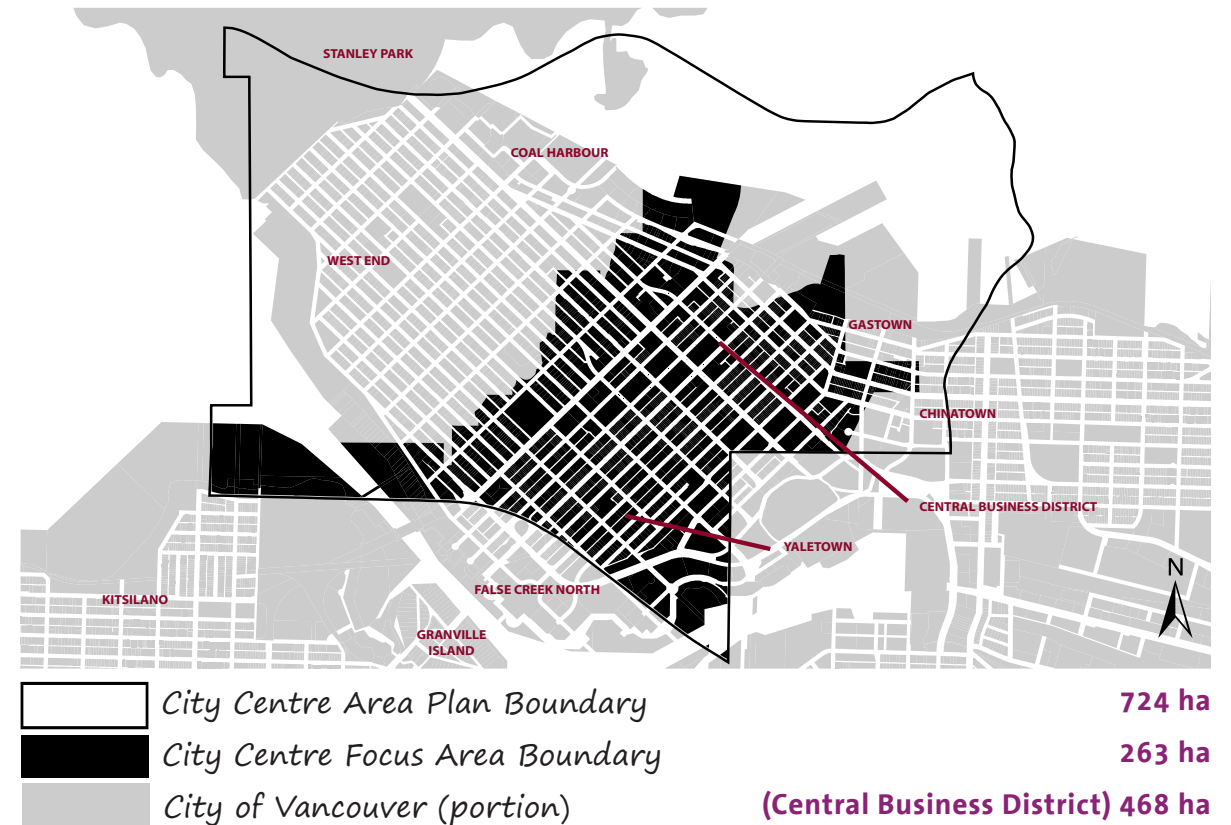 STANLEY PARK
COAL HARBOUR
WEST END
GASTOWN
CHINATOWN
CENTRAL BUSINESS DISTRICT
YALETOWN
N
FALSE CREEK NORTH
KITSILANO
GRANVILLE
ISLAND
City Centre Area Plan Boundary 724 ha
City Centre Focus Area Boundary 263 ha
City of Vancouver (portion) (Central Business District) 468 ha